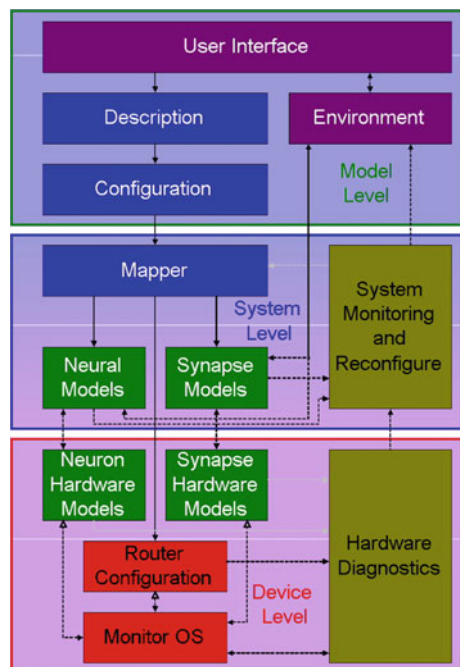 User Interface
Description
Environment
Configuration
Model
Level
Mapper
System
Level
System
Monitoring
and
Reconfigure
Neural
Models
Synapse
Models
Neuron
Hardware
Models
Synapse
Hardware
Models
Router
Configuration
Hardware
Diagnostics
Device
Level
Monitor OS